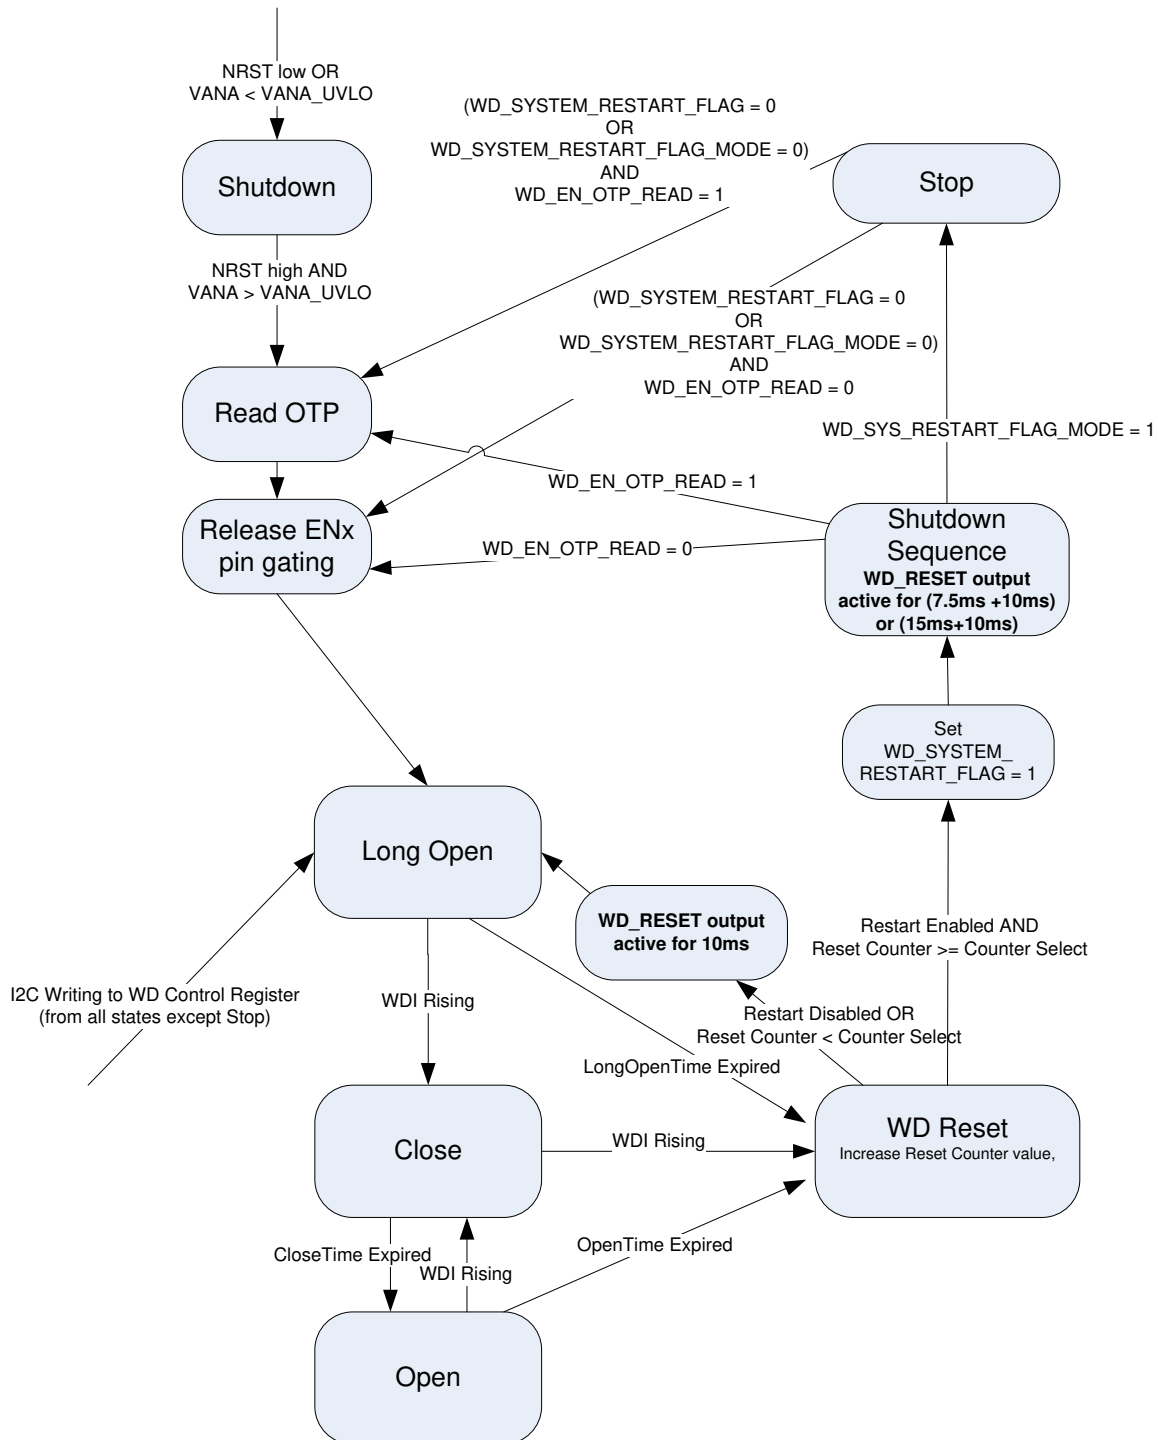 NRST low OR
VANA < VANA_UVLO
Shutdown
NRST high AND
VANA > VANA_UVLO
(WD_SYSTEM_RESTART_FLAG = 0
OR
WD_SYSTEM_RESTART_FLAG_MODE = 0)
AND
WD_EN_OTP_READ = 1
Stop
(WD_SYSTEM_RESTART_FLAG = 0
OR
WD_SYSTEM_RESTART_FLAG_MODE = 0)
AND
WD_EN_OTP_READ = 0
Read OTP
WD_SYS_RESTART_FLAG_MODE = 1
WD_EN_OTP_READ = 1
Release ENx
pin gating
WD_EN_OTP_READ = 0
Shutdown
Sequence
WD_RESET output
active for (7.5ms +10ms)
or (15ms+10ms)
Set
WD_SYSTEM_
RESTART_FLAG = 1
Long Open
WD_RESET output
active for 10ms
Restart Enabled AND
Reset Counter >= Counter Select
I2C Writing to WD Control Register
(from all states except Stop)
WDI Rising
Restart Disabled OR
Reset Counter < Counter Select
LongOpenTime Expired
Close
WDI Rising
WD Reset
Increase Reset Counter value,
CloseTime Expired
WDI Rising
OpenTime Expired
Open